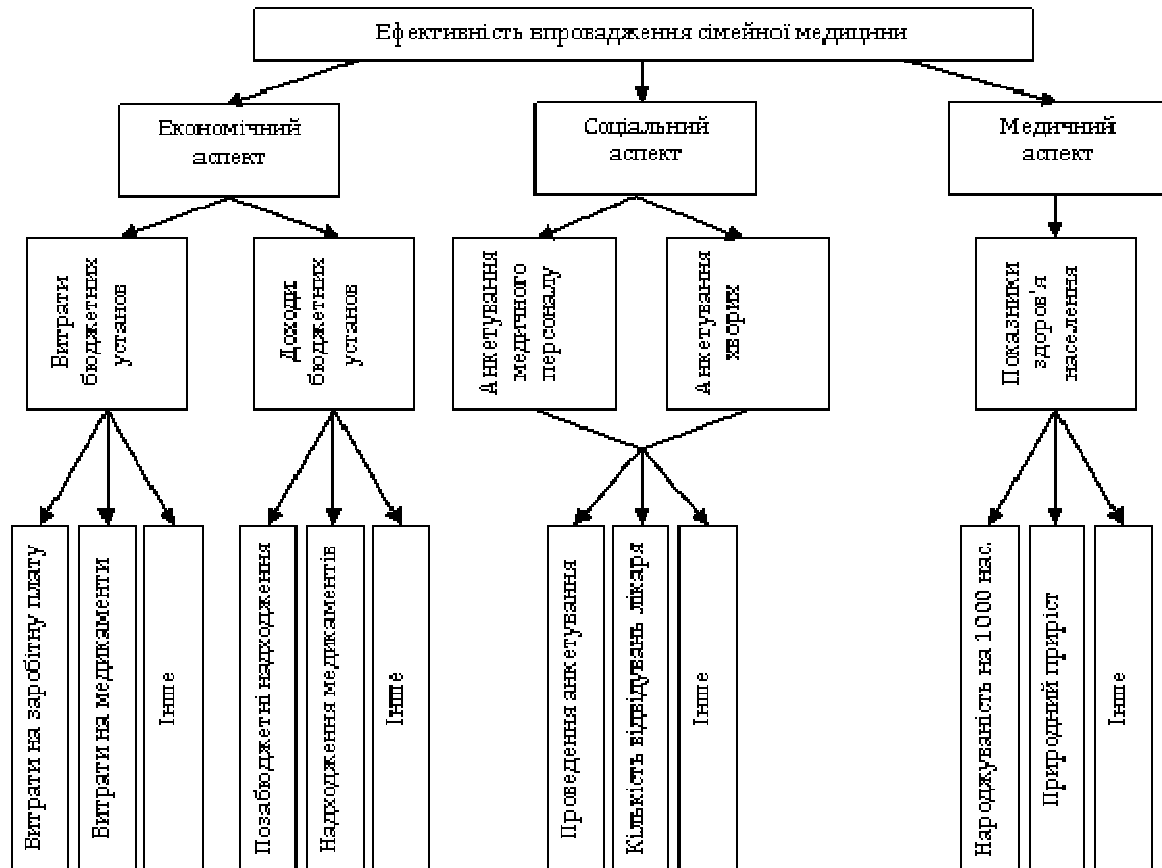 Ефективність впровадження сімейної медицини
Економічний
аспект
Соціальний
аспект
Медичний
аспект
Витрати
бюджетних
установ
Доходи
бюджетних
установ
Анкетування
медичного
персоналу
Анкетування
хворих
Показники
здоров'я
населення
Витрати на заробітну плату
Витрати на медикаменти
Інше
Позабюджетні надходження
Надходження медикаментів
Інше
Проведення анкетування
Кількість відвідувань лікаря
Інше
Народжуваність на 1000 нас.
Природний приріст
Інше